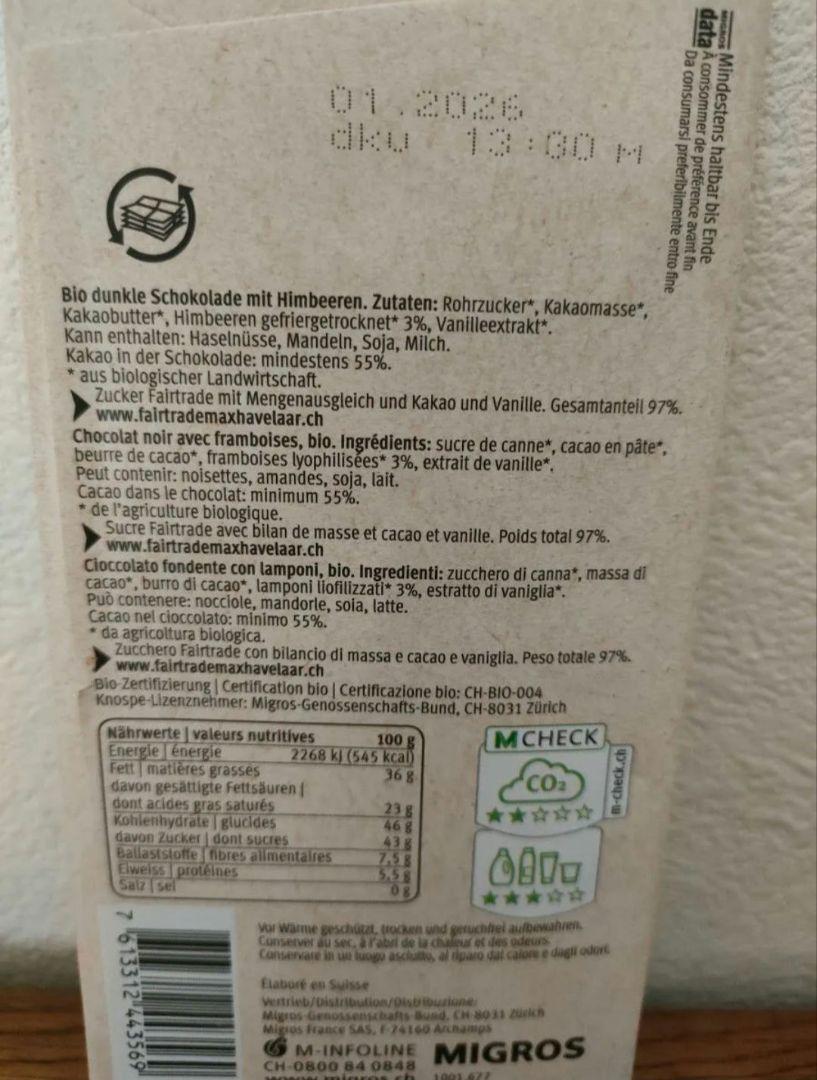 MIGROS
data
Mindestens haltbar bis Ende
À consommer de préférence avant fin
Da consumarsi preferibilmente entro fine
01.2026
dku 13:00 M
Bio dunkle Schokolade mit Himbeeren. Zutaten: Rohrzucker*, Kakaomasse*,
Kakaobutter*, Himbeeren gefriergetrocknet* 3%, Vanilleextrakt*.
Kann enthalten: Haselnüsse, Mandeln, Soja, Milch.
Kakao in der Schokolade: mindestens 55%.
* aus biologischer Landwirtschaft.
Zucker Fairtrade mit Mengenausgleich und Kakao und Vanille. Gesamtanteil 97%.
www.fairtrademaxhavelaar.ch
Chocolat noir avec framboises, bio. Ingrédients: sucre de canne*, cacao en pâte*,
beurre de cacao*, framboises lyophilisées* 3%, extrait de vanille*.
Peut contenir: noisettes, amandes, soja, lait.
Cacao dans le chocolat: minimum 55%.
* de l'agriculture biologique.
Sucre Fairtrade avec bilan de masse et cacao et vanille. Poids total 97%.
www.fairtrademaxhavelaar.ch
Cioccolato fondente con lamponi, bio. Ingredienti: zucchero di canna*, massa di
cacao*, burro di cacao*, lamponi liofilizzati* 3%, estratto di vaniglia*.
Può contenere: nocciole, mandorle, soia, latte.
Cacao nel cioccolato: minimo 55%.
* da agricoltura biologica.
Zucchero Fairtrade con bilancio di massa e cacao e vaniglia. Peso totale 97%.
www.fairtrademaxhavelaar.ch
Bio-Zertifizierung | Certification bio | Certificazione bio: CH-BIO-004
Knospe-Lizenznehmer: Migros-Genossenschafts-Bund, CH-8031 Zürich
Nährwerte | valeurs nutritives 100 g
Energie | énergie 2268 kJ (545 kcal)
Fett | matières grasses 36 g
davon gesättigte Fettsäuren |
dont acides gras saturés 23 g
Kohlenhydrate | glucides 46 g
davon Zucker | dont sucres 43 g
Ballaststoffe | fibres alimentaires 7,5 g
Eiweiss | protéines 5,5 g
Salz | sel 0 g
M CHECK
CO₂
m-check.ch
Vor Wärme geschützt, trocken und geruchfrei aufbewahren.
Conserver au sec, à l'abri de la chaleur et des odeurs.
Conservare in un luogo asciutto, al riparo dal calore e dagli odori.
Elaboré en Suisse
Vertrieb/Distribution/Distribuzione:
Migros-Genossenschafts-Bund, CH-8031 Zürich
Migros France SAS, F-74160 Archamps
M-INFOLINE MIGROS
CH-0800 84 0848
www.migros.ch 1001.677
7 613312 443569